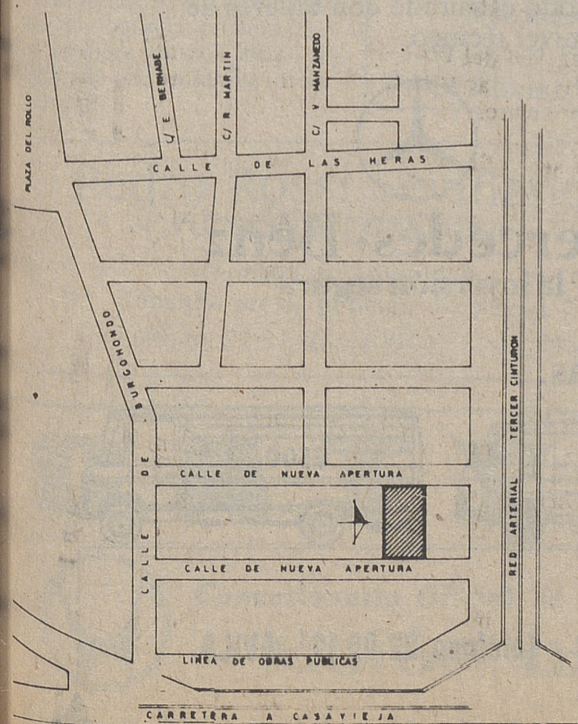 PLAZA DEL ROLLO
C/ E BERNABE
C/ R MARTIN
C/ V MANZANEDO
CALLE DE LAS HERAS
CALLE DE BURGOHONDO
RED ARTERIAL TERCER CINTURON
CALLE DE NUEVA APERTURA
CALLE DE NUEVA APERTURA
LINEA DE OBRAS PUBLICAS
CARRETERA A CASAVIEJA